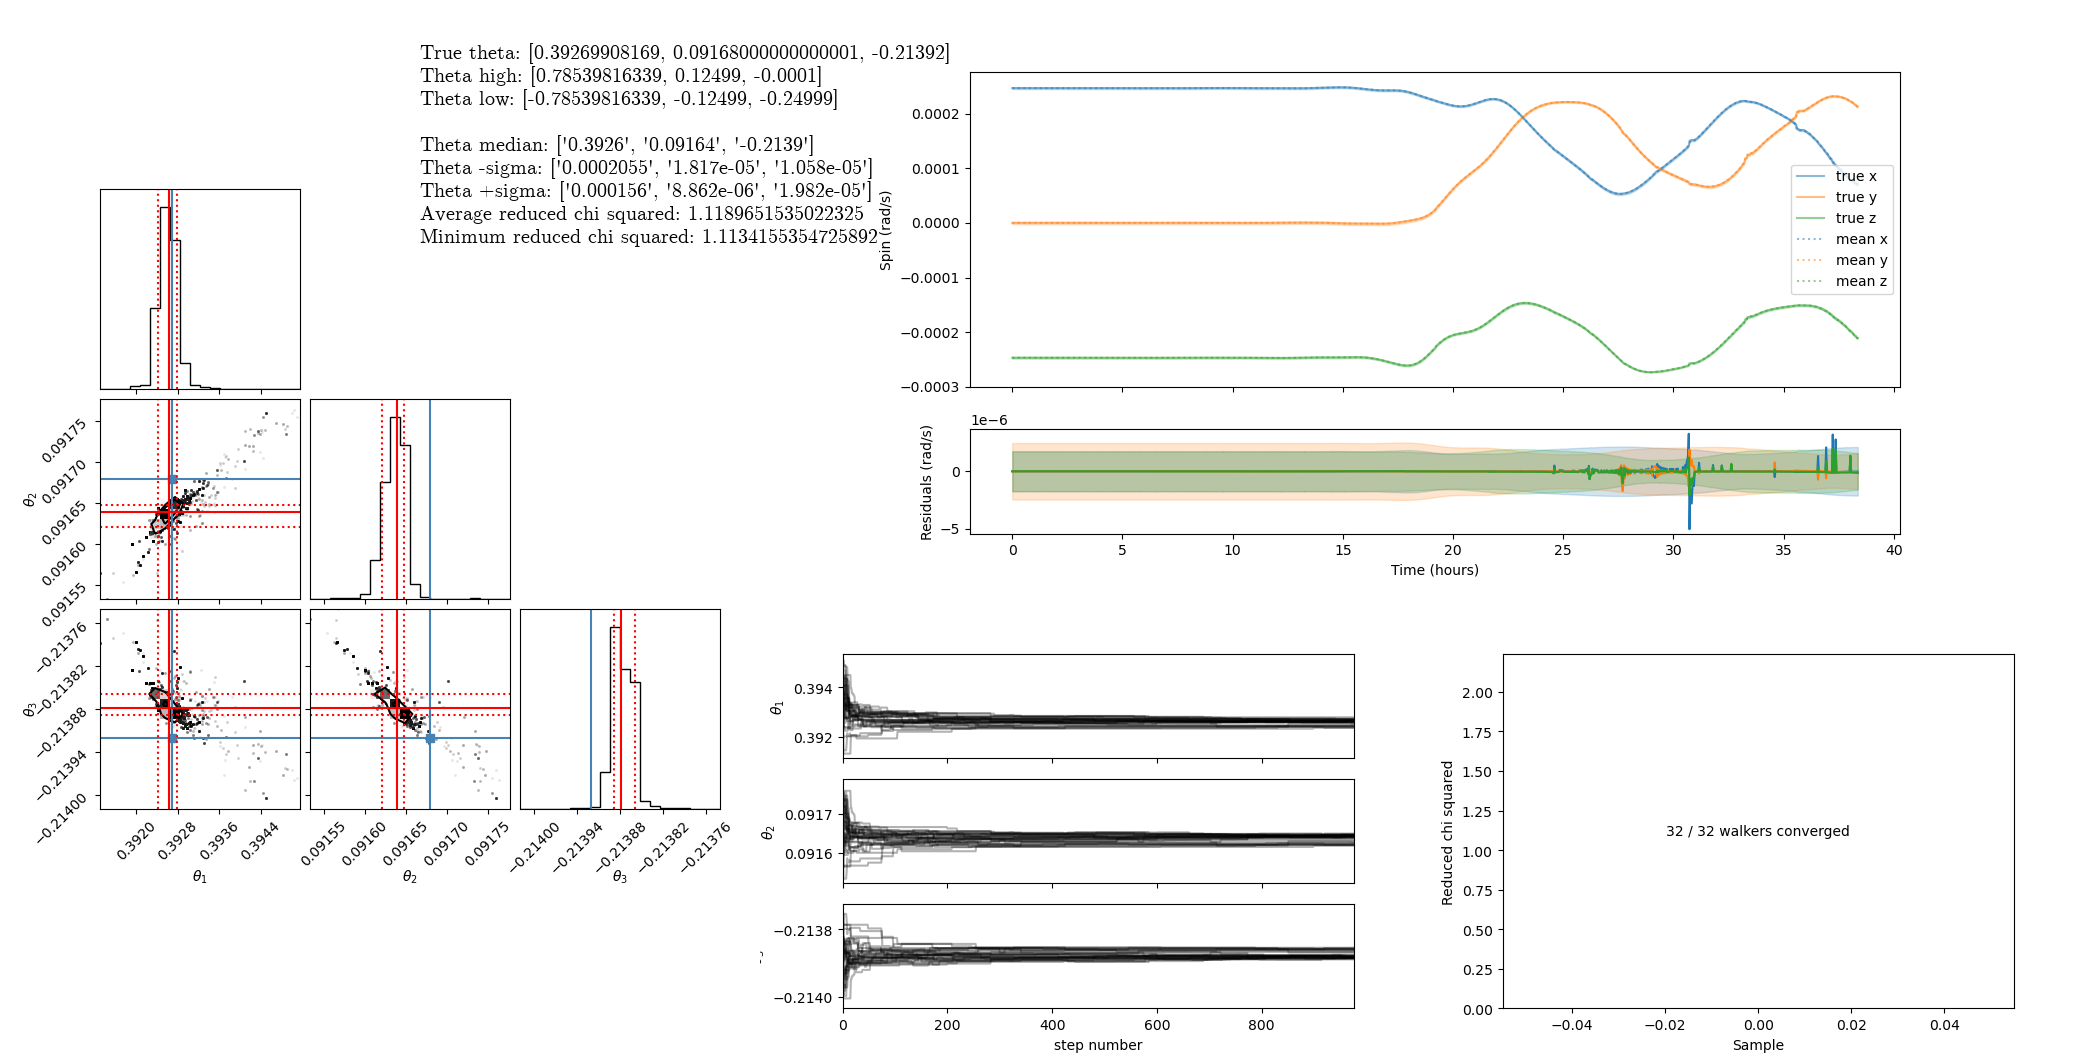 True theta: [0.39269908169, 0.09168000000000001, -0.21392]
Theta high: [0.78539816339, 0.12499, -0.0001]
Theta low: [-0.78539816339, -0.12499, -0.24999]
Theta median: ['0.3926', '0.09164', '-0.2139']
Theta -sigma: ['0.0002055', '1.817e-05', '1.058e-05']
Theta +sigma: ['0.000156', '8.862e-06', '1.982e-05']
Average reduced chi squared: 1.1189651535022325
Minimum reduced chi squared: 1.1134155354725892
0.09175
0.09170
0.09165
0.09160
0.09155
θ2
−0.21376
−0.21382
−0.21388
−0.21394
−0.21400
θ3
0.3920
0.3928
0.3936
0.3944
θ1
0.09155
0.09160
0.09165
0.09170
0.09175
θ2
−0.21400
−0.21394
−0.21388
−0.21382
−0.21376
θ3
0.0002
0.0001
0.0000
−0.0001
−0.0002
−0.0003
Spin (rad/s)
true x
true y
true z
mean x
mean y
mean z
1e−6
0
−5
Residuals (rad/s)
0
5
10
15
20
25
30
35
40
Time (hours)
0.394
0.392
θ1
0.0917
0.0916
θ2
−0.2138
−0.2140
0
200
400
600
800
step number
2.00
1.75
1.50
1.25
1.00
0.75
0.50
0.25
0.00
Reduced chi squared
32 / 32 walkers converged
−0.04
−0.02
0.00
0.02
0.04
Sample